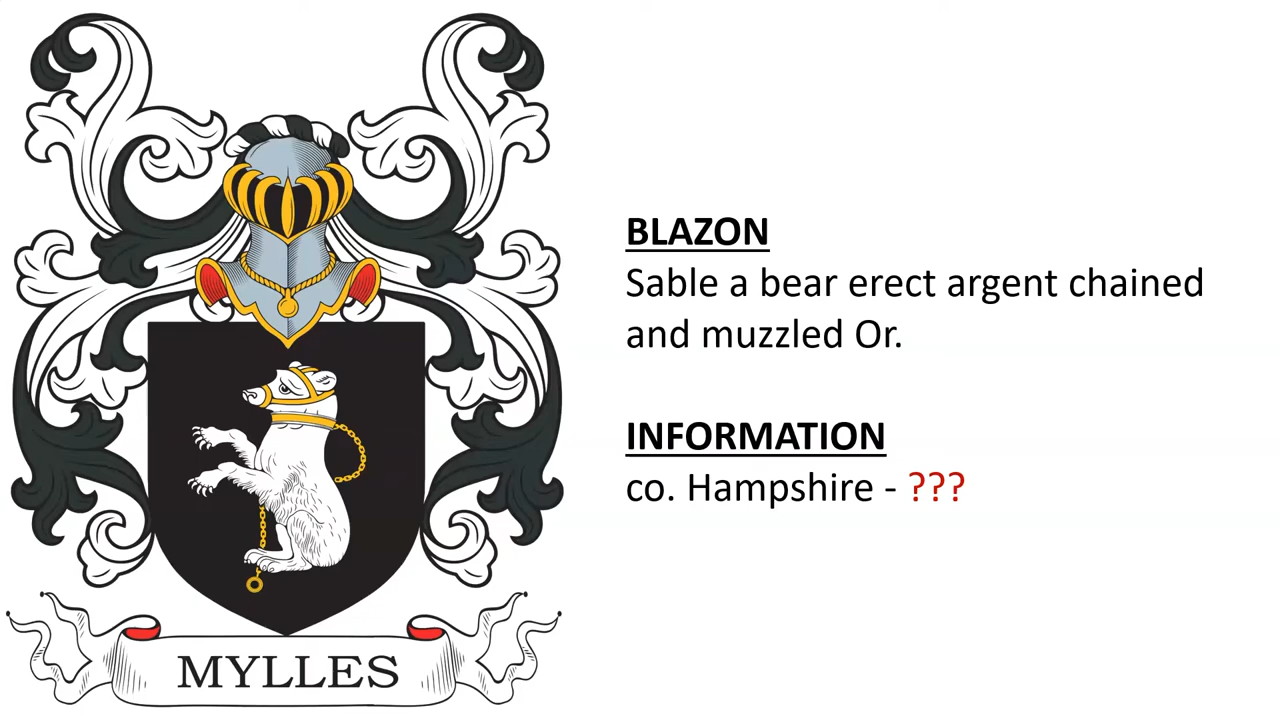 BLAZON
Sable a bear erect argent chained
and muzzled Or.
INFORMATION
co. Hampshire - ???
MYLLES